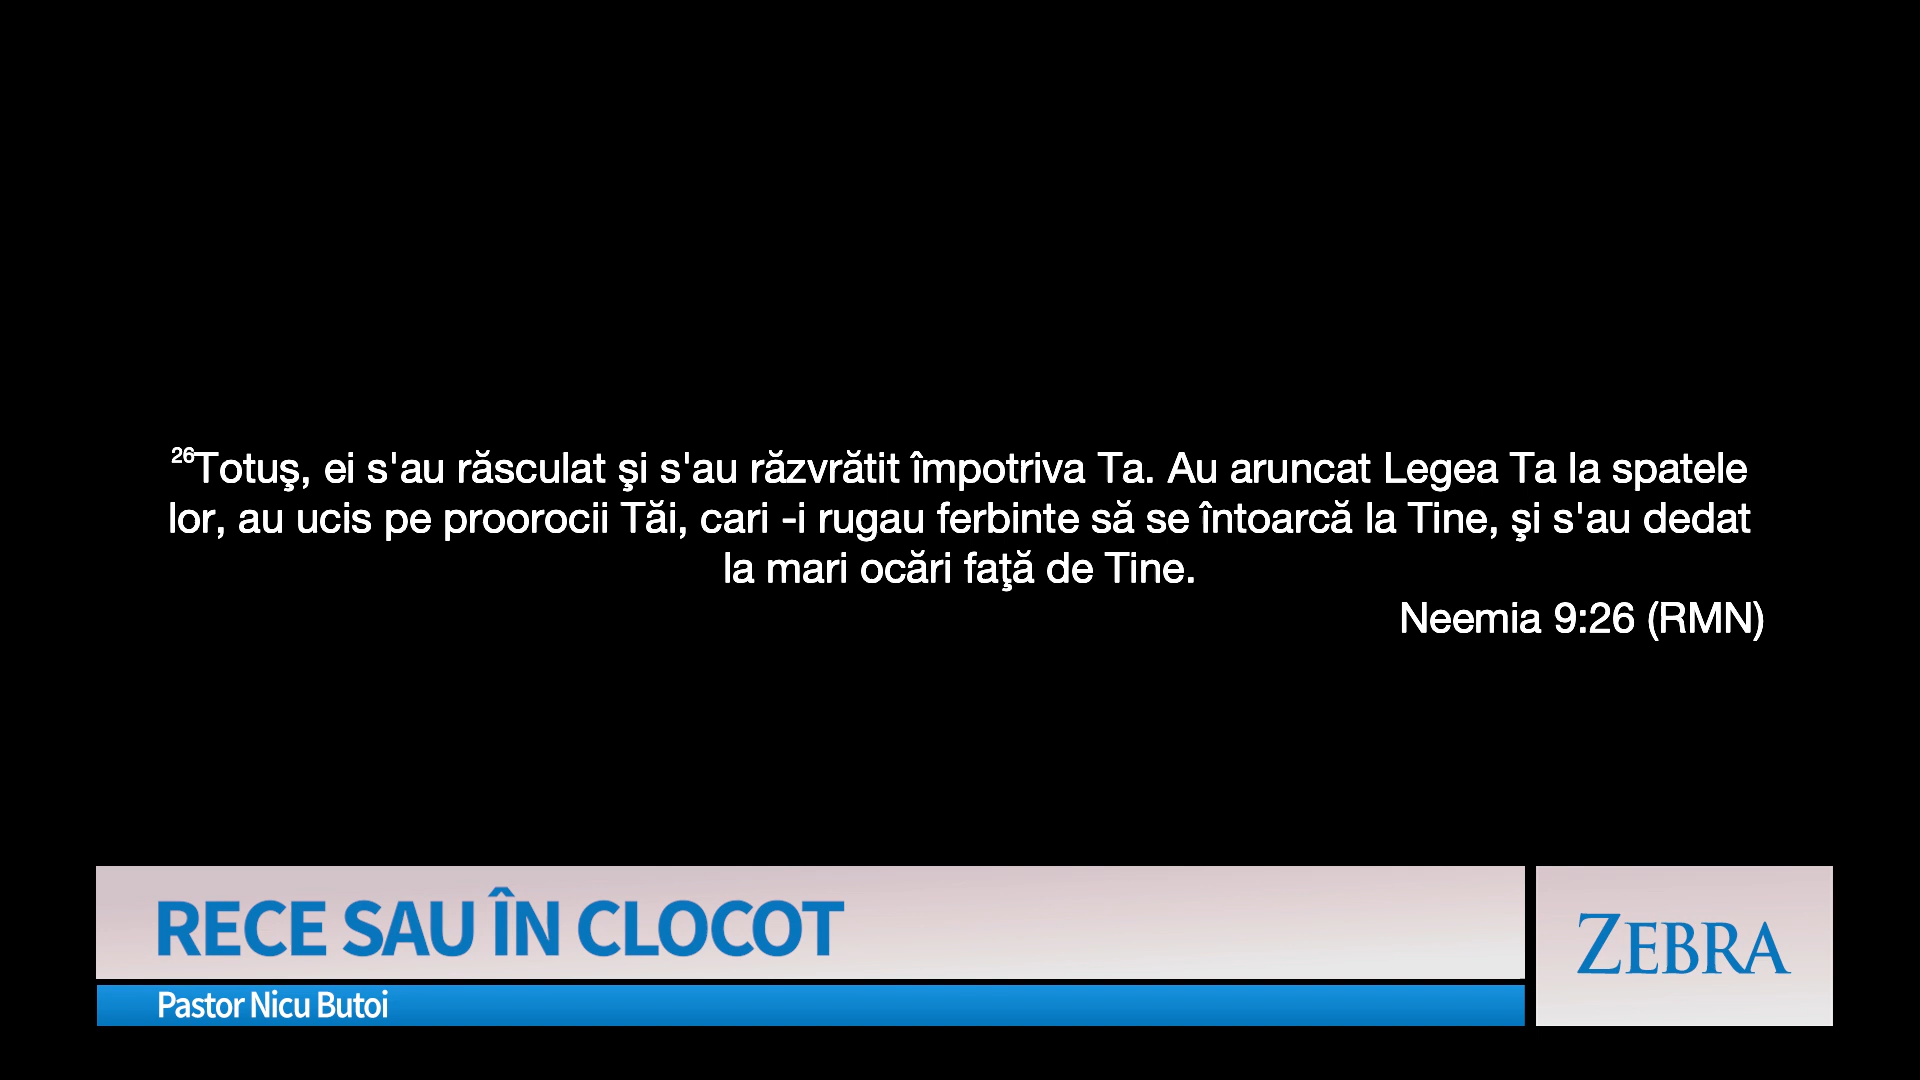 26Totuş, ei s'au răsculat şi s'au răzvrătit împotriva Ta. Au aruncat Legea Ta la spatele
lor, au ucis pe proorocii Tăi, cari -i rugau ferbinte să se întoarcă la Tine, şi s'au dedat
la mari ocări faţă de Tine.
Neemia 9:26 (RMN)
RECE SAU ÎN CLOCOT
Pastor Nicu Butoi
ZEBRA